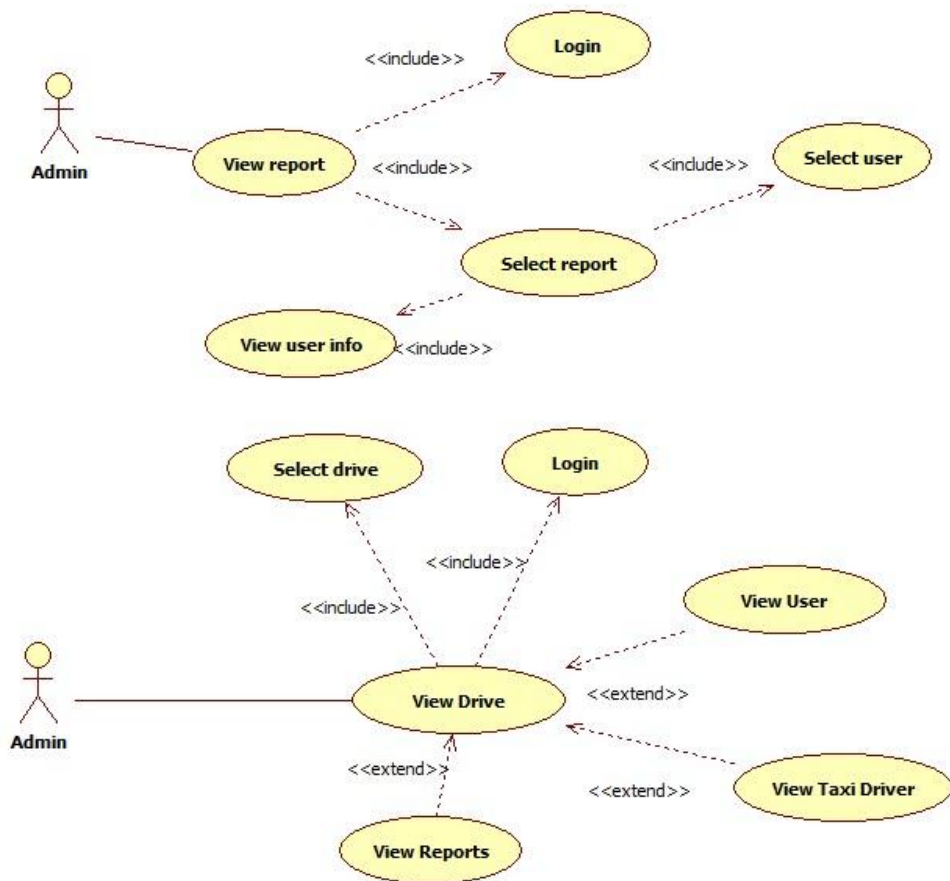 Login
<<include>>
Admin
View report
<<include>>
<<include>>
Select user
Select report
View user info
<<include>>
Select drive
Login
<<include>>
<<include>>
View User
Admin
View Drive
<<extend>>
<<extend>>
<<extend>>
View Taxi Driver
View Reports